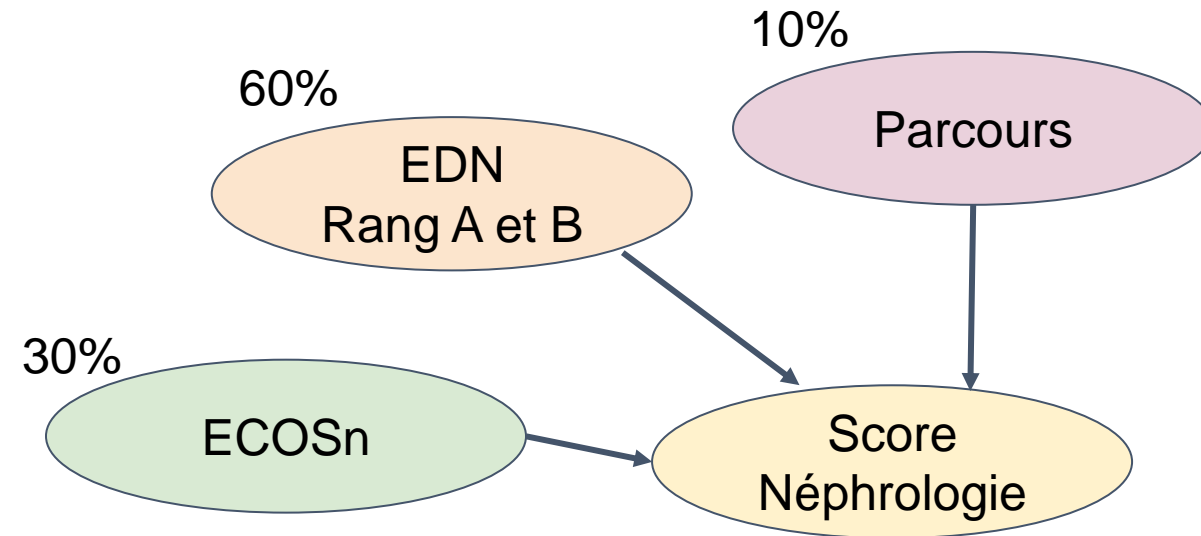 10%
Parcours
60%
EDN
Rang A et B
30%
ECOSn
Score
Néphrologie